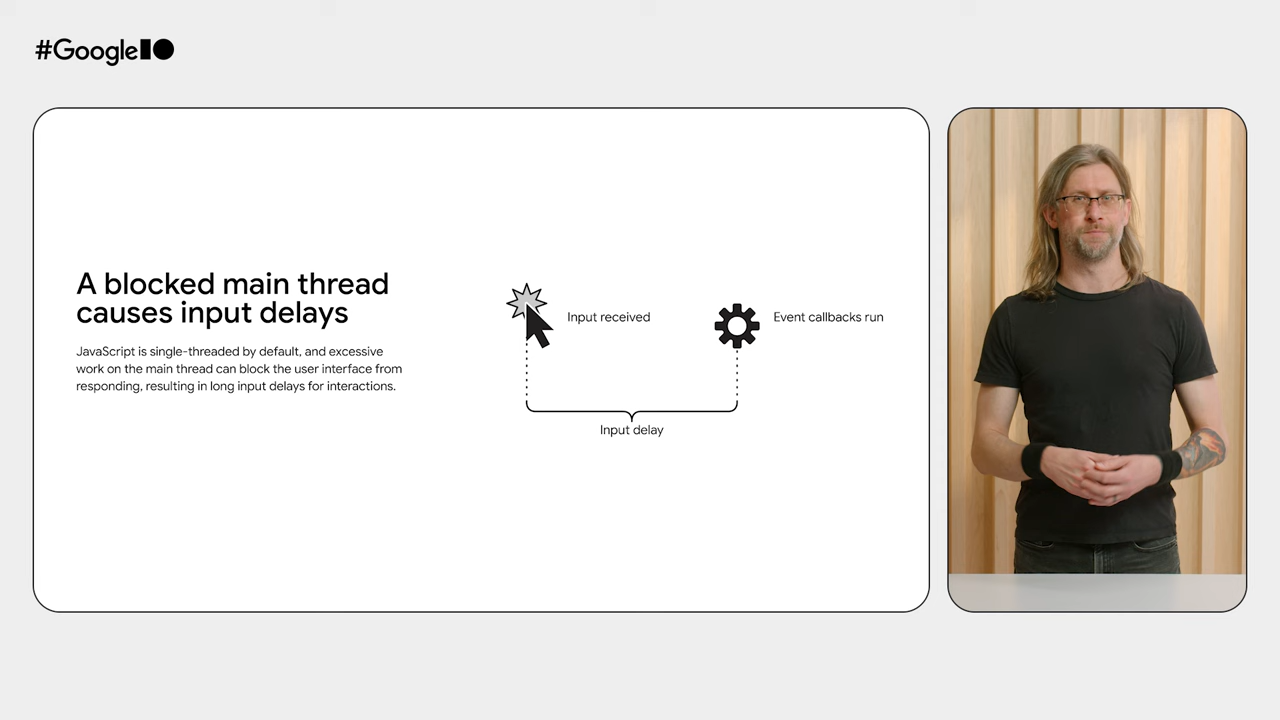 #GoogleIO
A blocked main thread
causes input delays
JavaScript is single-threaded by default, and excessive
work on the main thread can block the user interface from
responding, resulting in long input delays for interactions.
Input received
Event callbacks run
Input delay